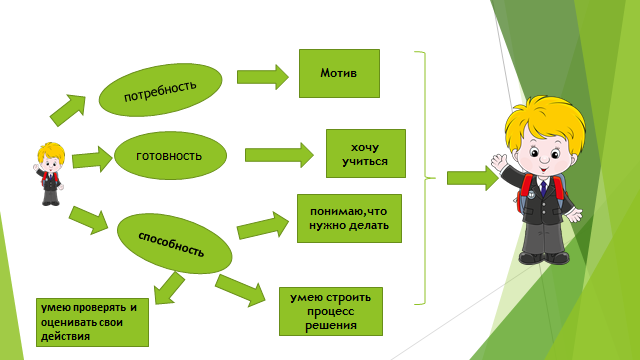 потребность
Мотив
готовность
хочу
учиться
способность
понимаю,что
нужно делать
умею проверять и
оценивать свои
действия
умею строить
процесс
решения